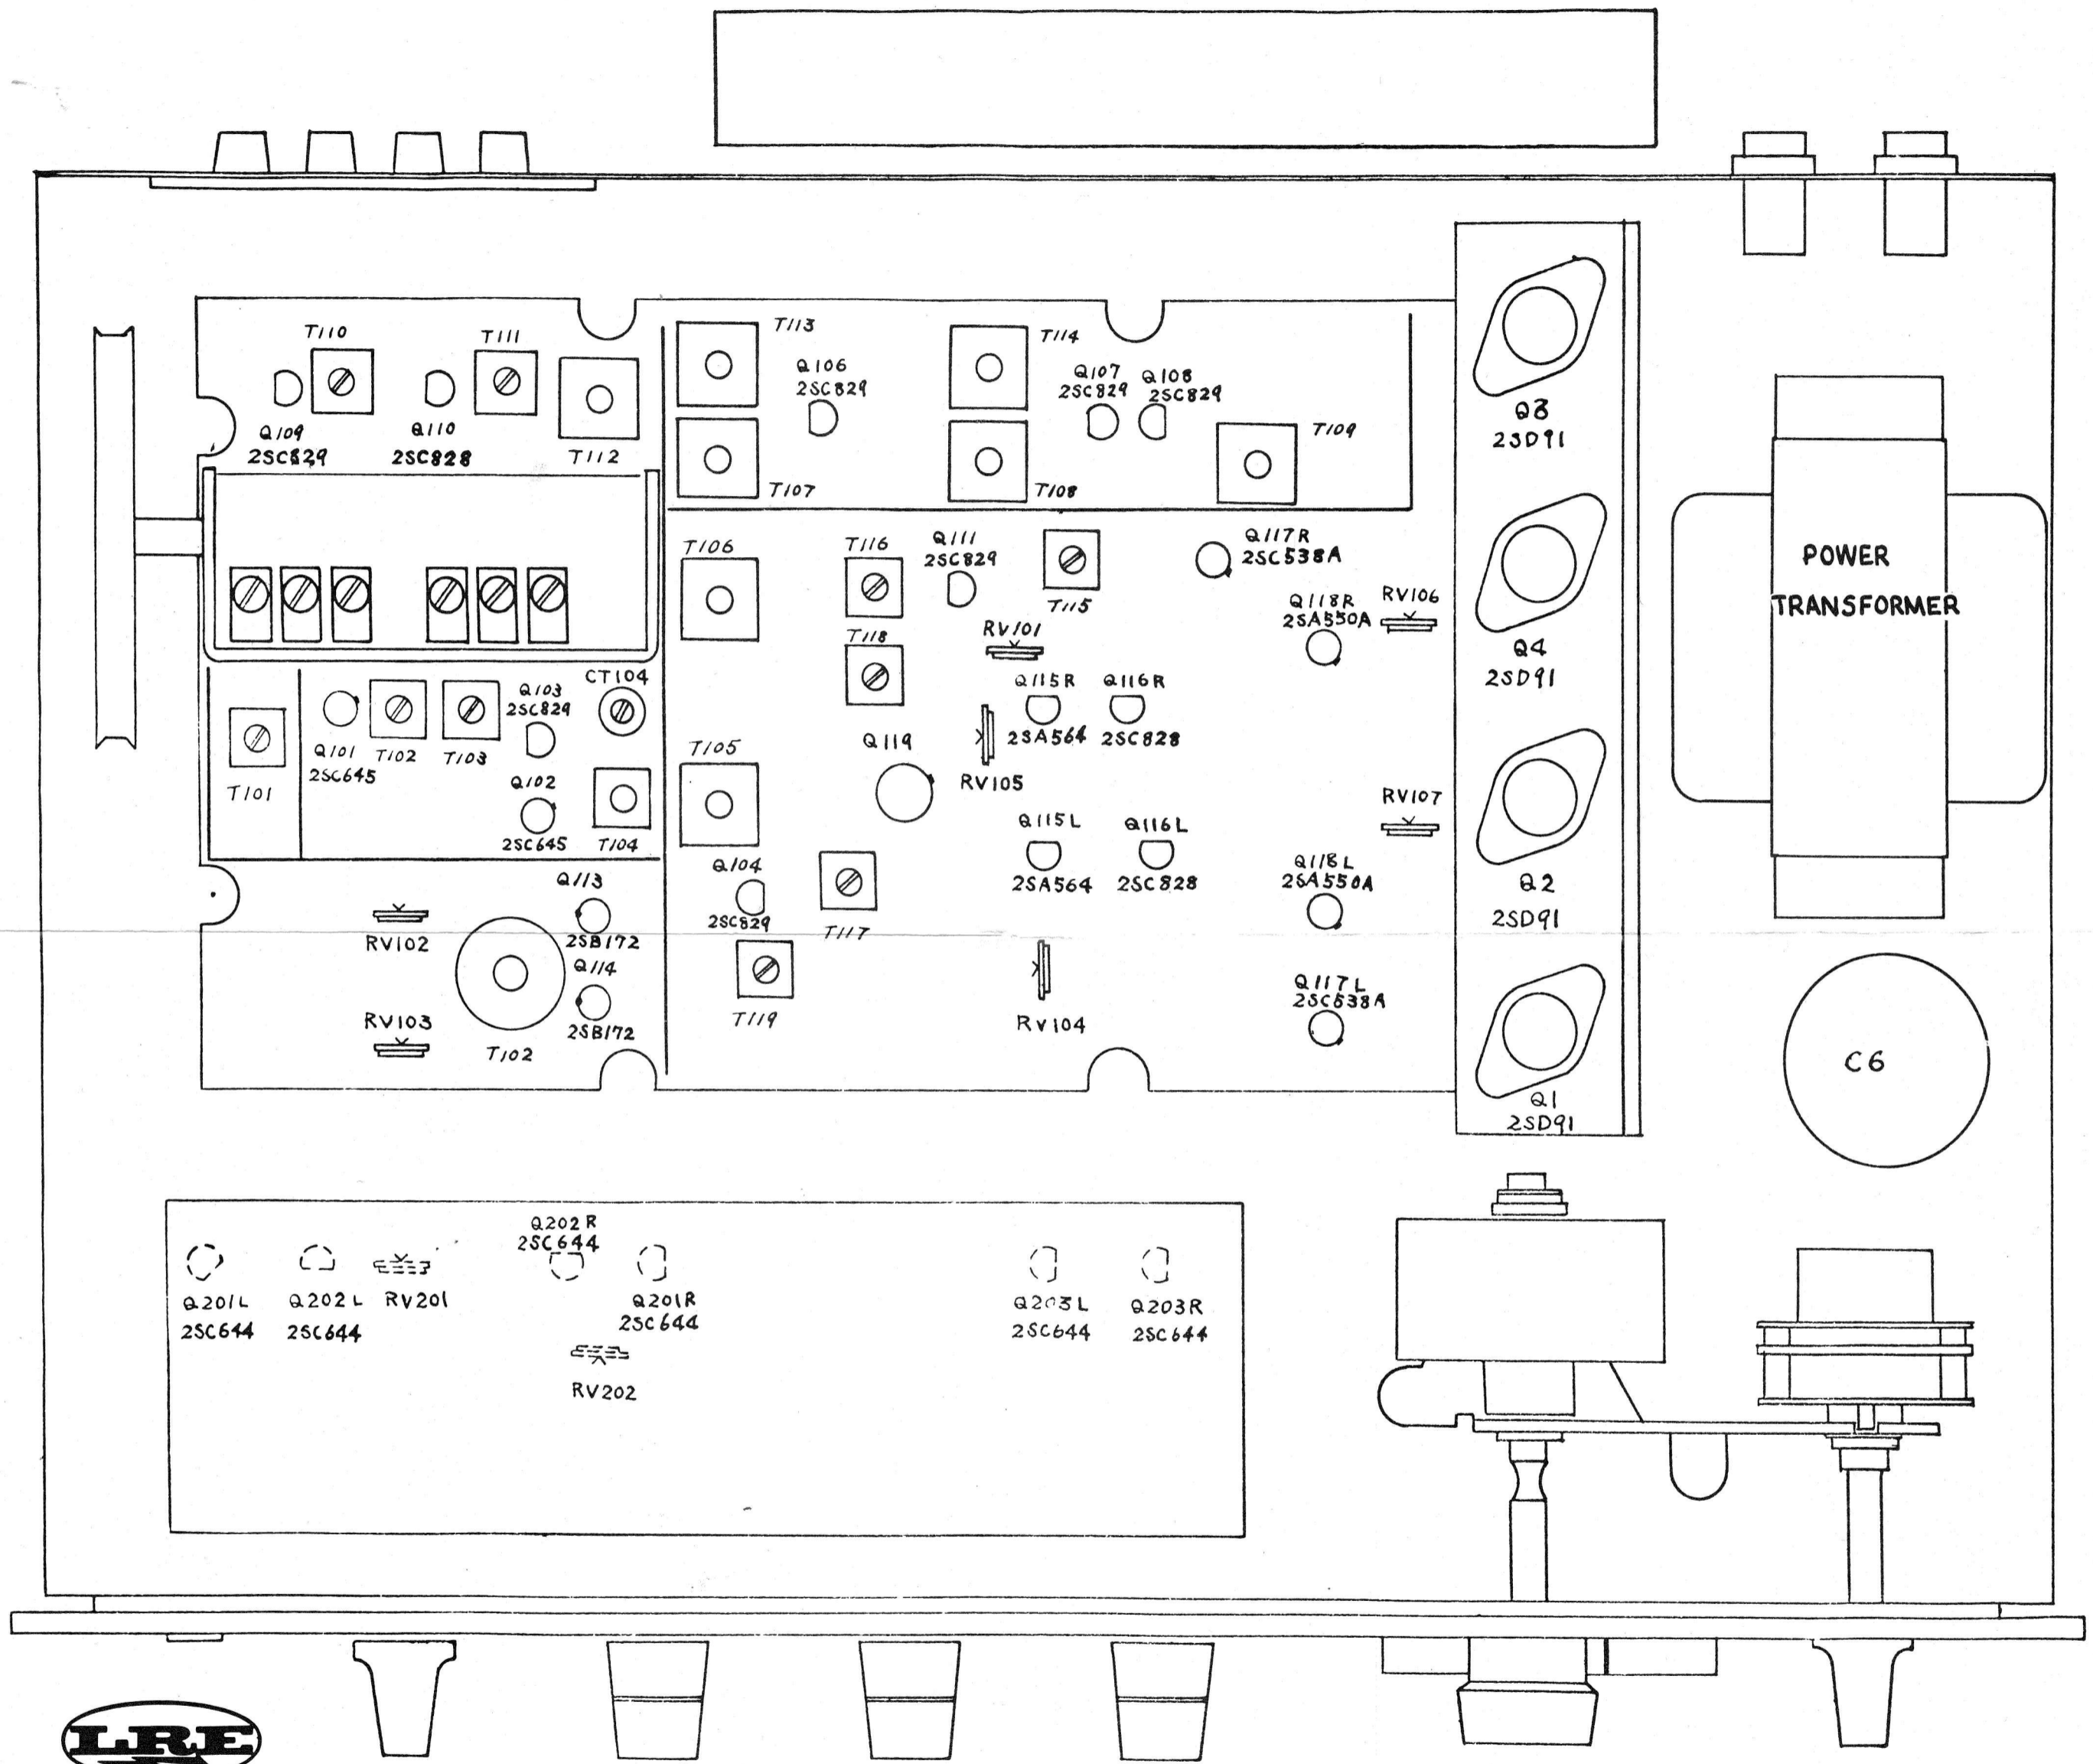 T110
T111
T113
T114
Q106
2SC829
Q107
2SC829
Q108
2SC829
Q109
2SC829
Q110
2SC828
T112
T107
T108
T109
Q3
2SD91
T106
T116
Q111
2SC829
T115
Q117R
2SC538A
Q118R
2SA550A
RV106
POWER
TRANSFORMER
RV101
T118
Q4
2SD91
CT104
Q103
2SC829
Q101
2SC645
T102
T103
Q102
2SC645
T104
T101
Q115R
2SA564
Q116R
2SC828
T105
Q119
RV105
RV107
Q115L
2SA564
Q116L
2SC828
Q118L
2SA550A
Q2
2SD91
Q104
2SC829
T117
Q113
2SB172
RV102
Q114
2SB172
RV103
T102
T119
RV104
Q117L
2SC538A
Q1
2SD91
C6
Q202R
2SC644
Q201L
2SC644
Q202L
2SC644
RV201
Q201R
2SC644
Q203L
2SC644
Q203R
2SC644
RV202
LRE